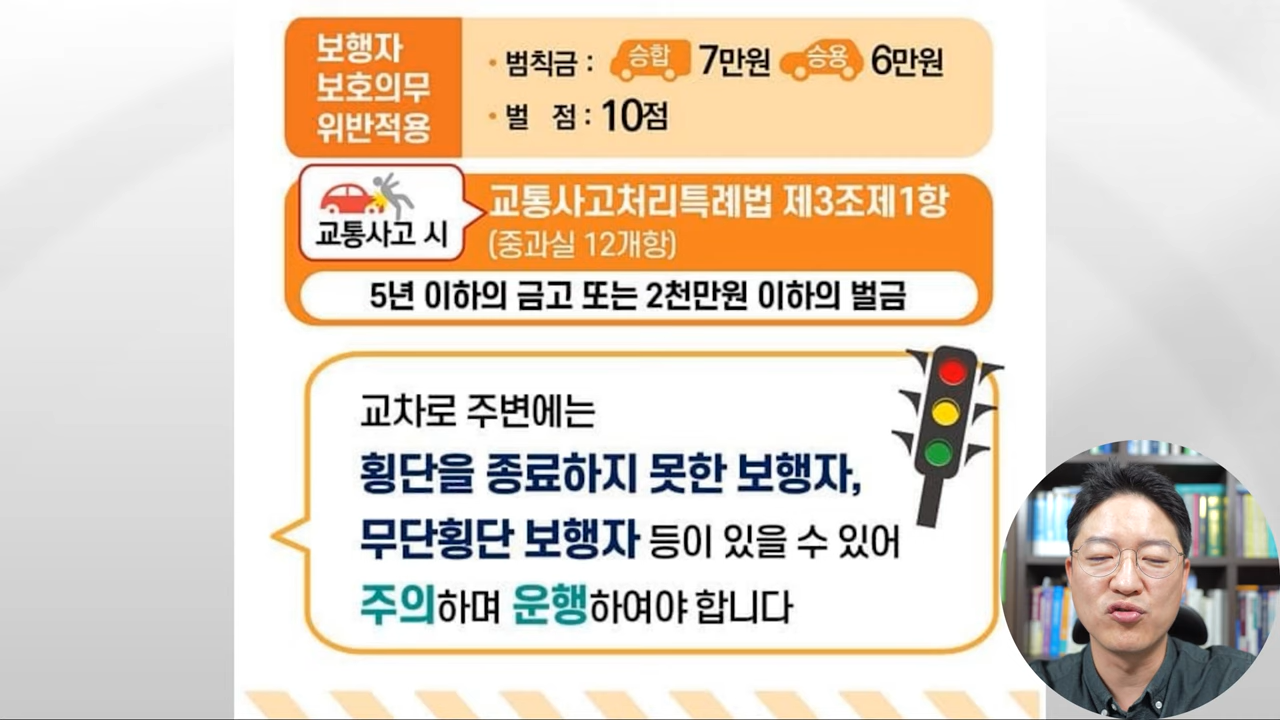 보행자
보호의무
위반적용
• 범칙금 : 승합 7만원 승용 6만원
• 벌 점 : 10점
교통사고 시
교통사고처리특례법 제3조제1항
(중과실 12개항)
5년 이하의 금고 또는 2천만원 이하의 벌금
교차로 주변에는
횡단을 종료하지 못한 보행자,
무단횡단 보행자 등이 있을 수 있어
주의하며 운행하여야 합니다